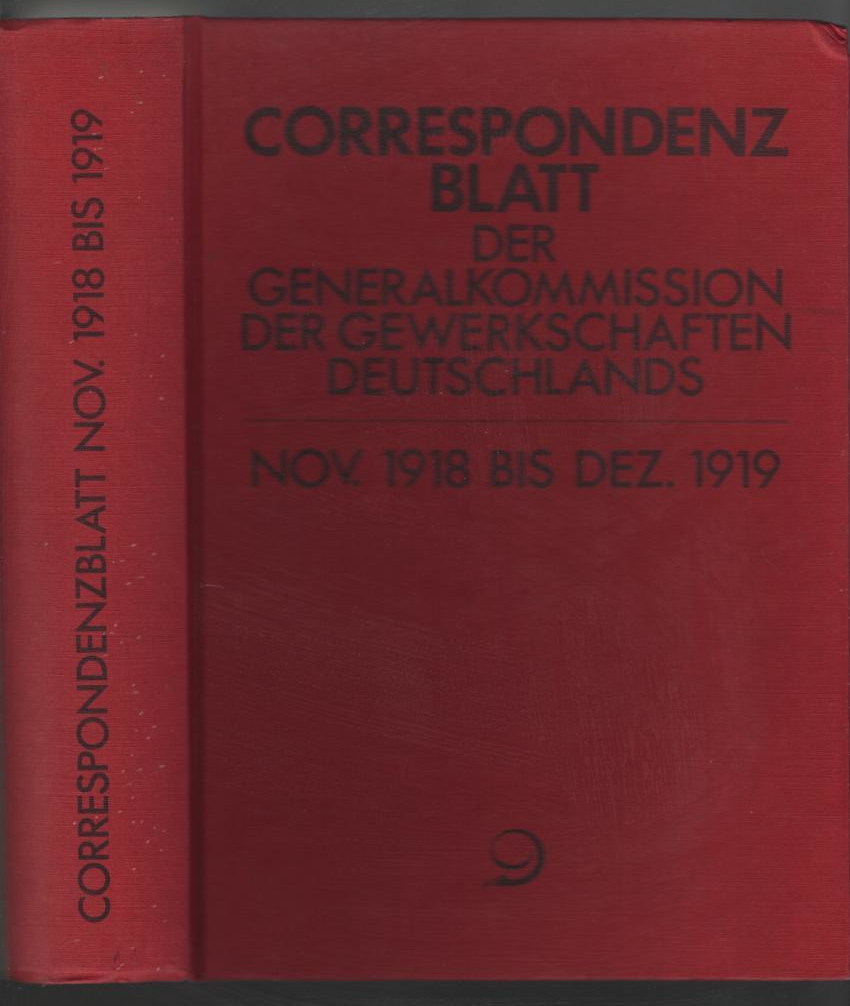 CORRESPONDENZBLATT NOV. 1918 BIS 1919
CORRESPONDENZ
BLATT
DER
GENERALKOMMISSION
DER GEWERKSCHAFTEN
DEUTSCHLANDS
NOV. 1918 BIS DEZ. 1919